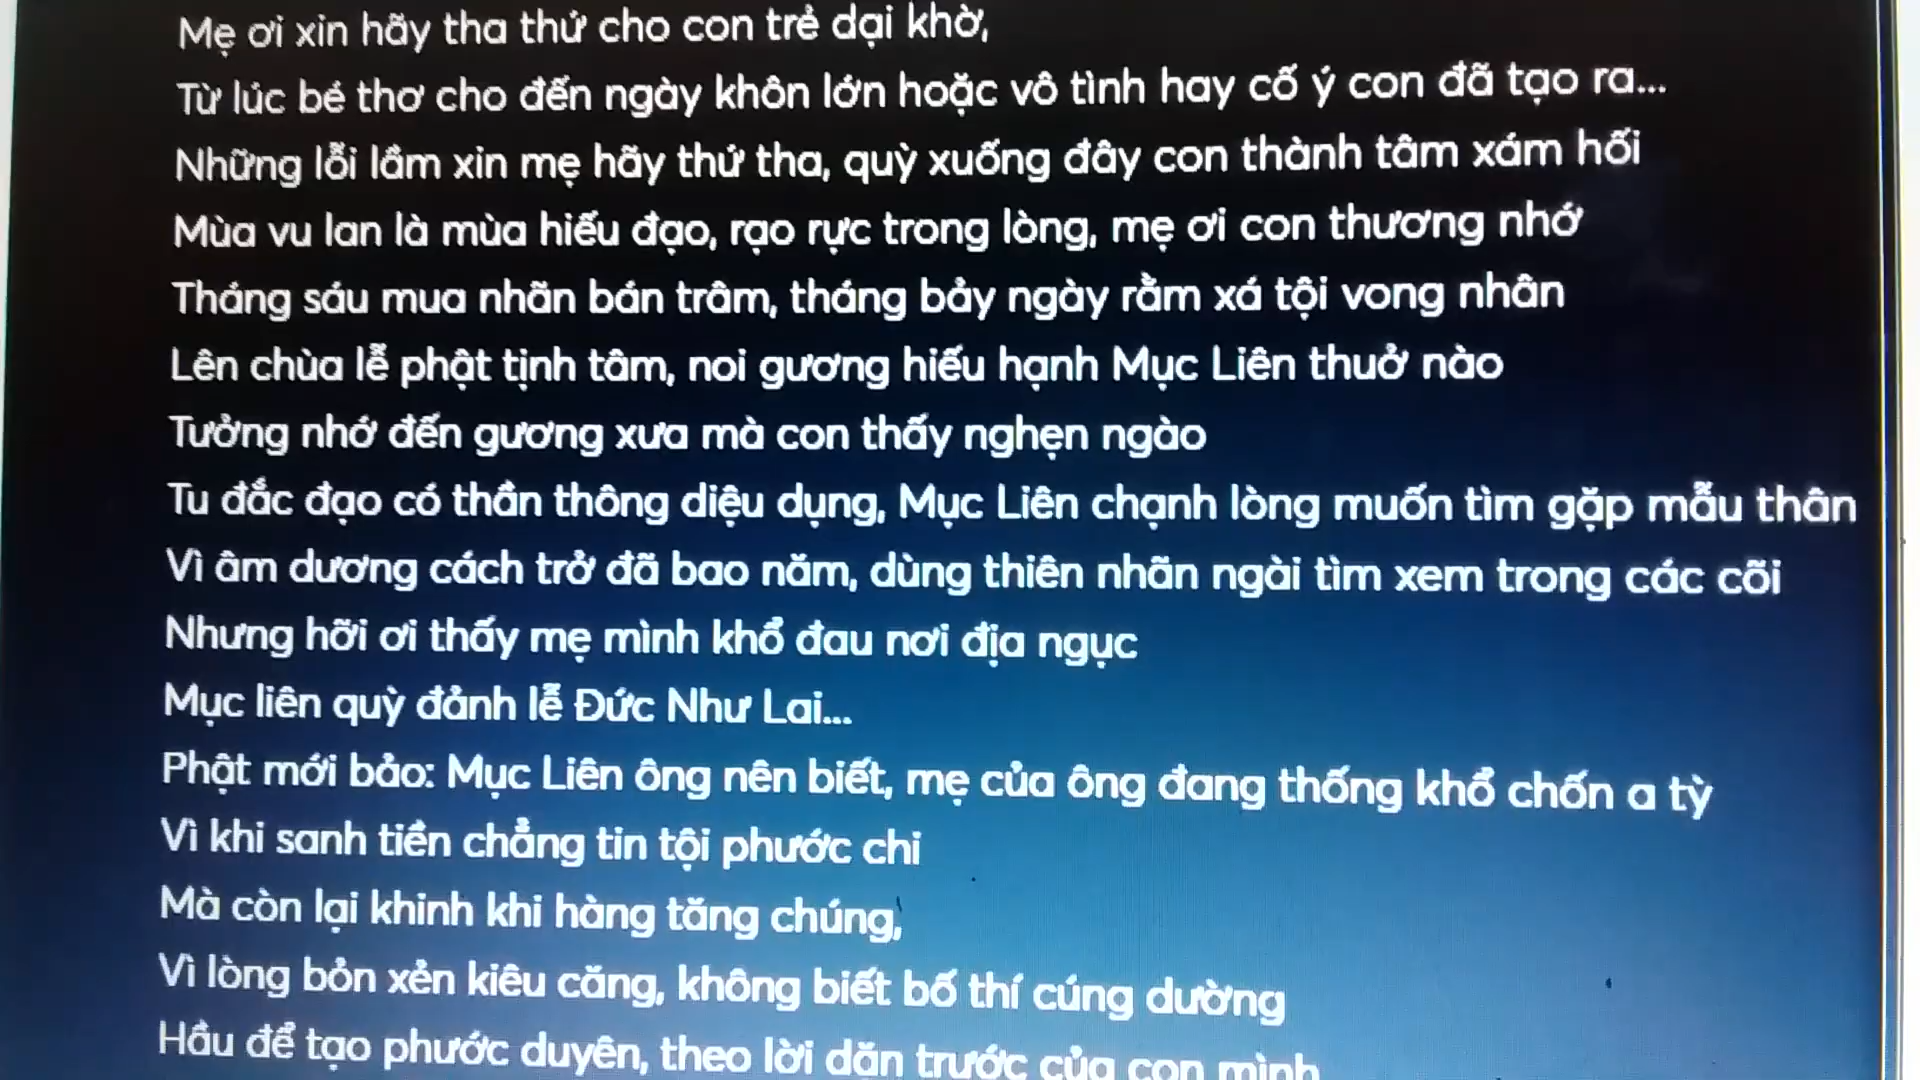 Mẹ ơi xin hãy tha thứ cho con trẻ dại khờ,
Từ lúc bé thơ cho đến ngày khôn lớn hoặc vô tình hay cố ý con đã tạo ra...
Những lỗi lầm xin mẹ hãy thứ tha, quỳ xuống đây con thành tâm xám hối
Mùa vu lan là mùa hiếu đạo, rạo rực trong lòng, mẹ ơi con thương nhớ
Tháng sáu mua nhãn bán trâm, tháng bảy ngày rằm xá tội vong nhân
Lên chùa lễ phật tịnh tâm, noi gương hiếu hạnh Mục Liên thuở nào
Tưởng nhớ đến gương xưa mà con thấy nghẹn ngào
Tu đắc đạo có thần thông diệu dụng, Mục Liên chạnh lòng muốn tìm gặp mẫu thân
Vì âm dương cách trở đã bao năm, dùng thiên nhãn ngài tìm xem trong các cõi
Nhưng hỡi ơi thấy mẹ mình khổ đau nơi địa ngục
Mục liên quỳ đảnh lễ Đức Như Lai...
Phật mới bảo: Mục Liên ông nên biết, mẹ của ông đang thống khổ chốn a tỳ
Vì khi sanh tiền chẳng tin tội phước chi
Mà còn lại khinh khi hàng tăng chúng,
Vì lòng bỏn xẻn kiêu căng, không biết bố thí cúng dường
Hầu để tạo phước duyên, theo lời dặn trước của con mình